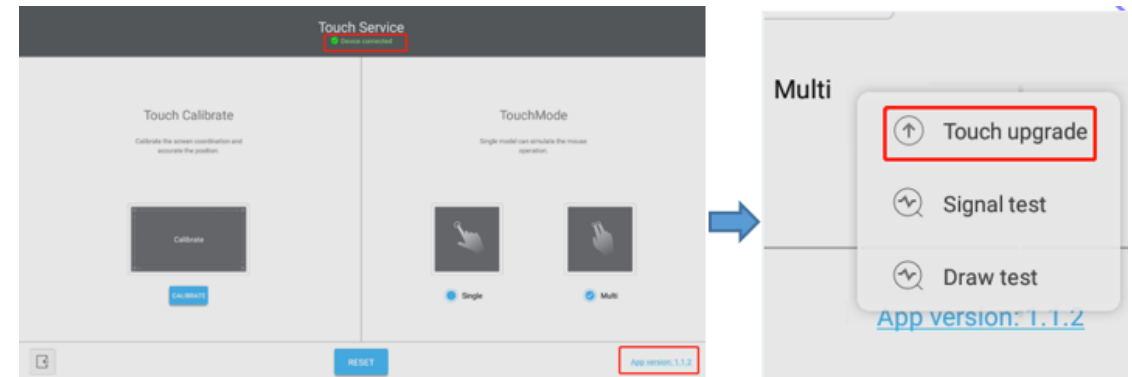 Touch Service
Device connected
Touch Calibrate
Calibrate the screen coordination and
accurate the position.
Calibrate
CALIBRATE
TouchMode
Single model can simulate the mouse
operation.
Single
Multi
RESET
App version: 1.1.2
Multi
Touch upgrade
Signal test
Draw test
App version: 1.1.2